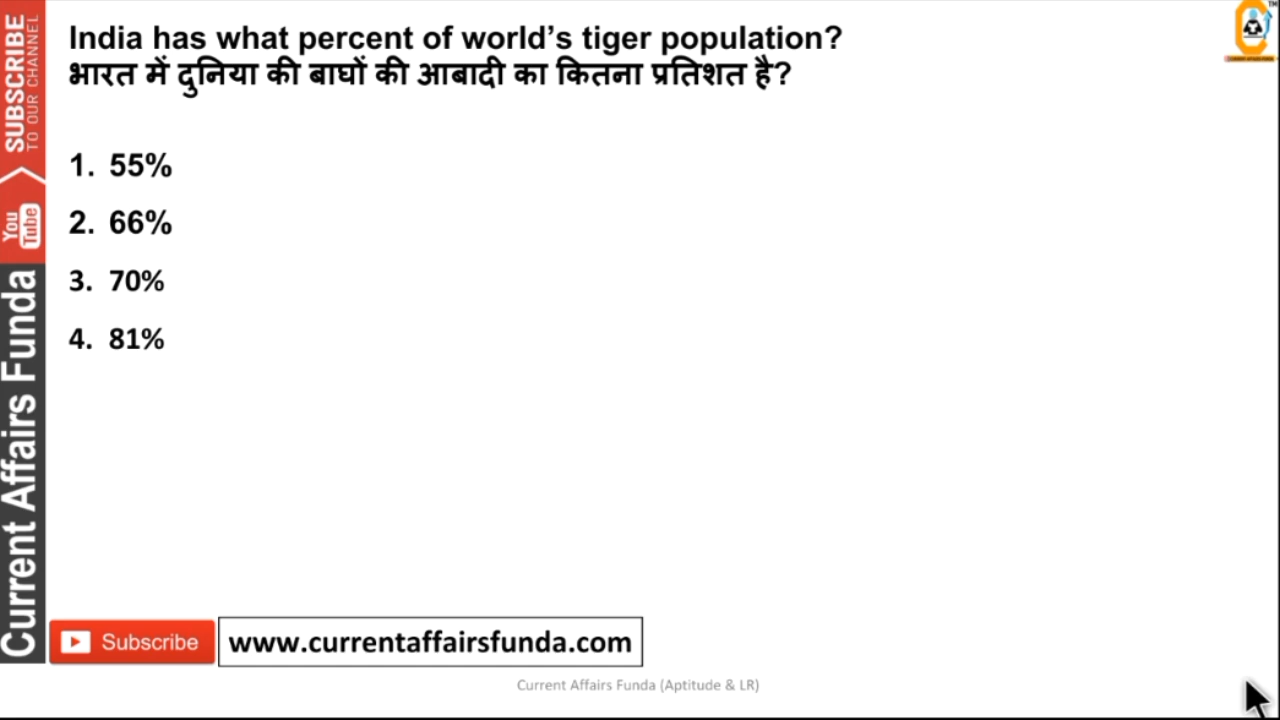 India has what percent of world’s tiger population?
भारत में दुनिया की बाघों की आबादी का कितना प्रतिशत है?
1. 55%
2. 66%
3. 70%
4. 81%
SUBSCRIBE
TO OUR CHANNEL
You
Tube
Current Affairs Funda
Subscribe
www.currentaffairsfunda.com
Current Affairs Funda (Aptitude & LR)
TM